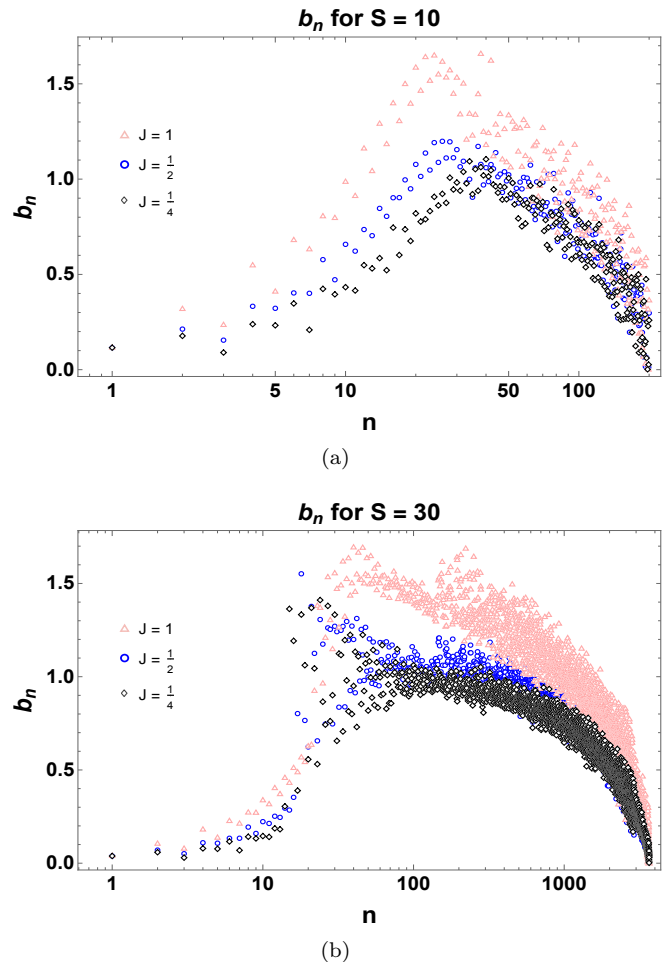 b_n for S = 10
1.5
1.0
0.5
0.0
b_n
J = 1
J = 1/2
J = 1/4
1 5 10 50 100
n
(a)
b_n for S = 30
1.5
1.0
0.5
0.0
b_n
J = 1
J = 1/2
J = 1/4
1 10 100 1000
n
(b)